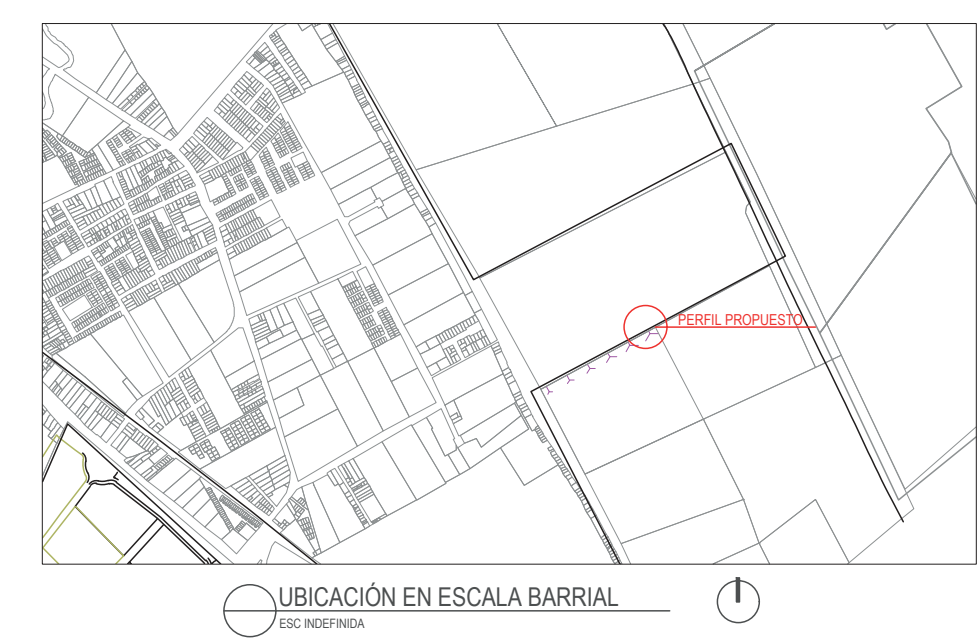 PERFIL PROPUESTO
UBICACIÓN EN ESCALA BARRIAL
ESC INDEFINIDA